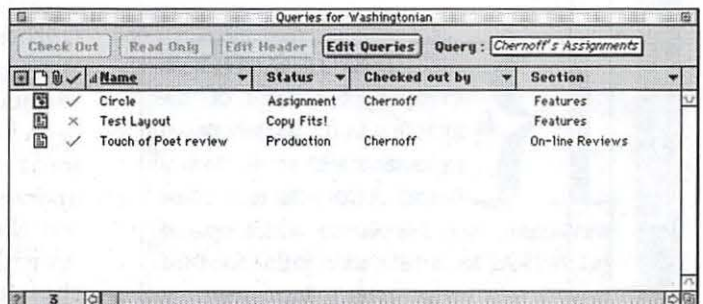 Queries for Washingtonian
Check Out Read Only Edit Header Edit Queries Query : Chernoff's Assignments
Name Status Checked out by Section
Circle Assignment Chernoff Features
Test Layout Copy Fits! Features
Touch of Poet review Production Chernoff On-line Reviews
3